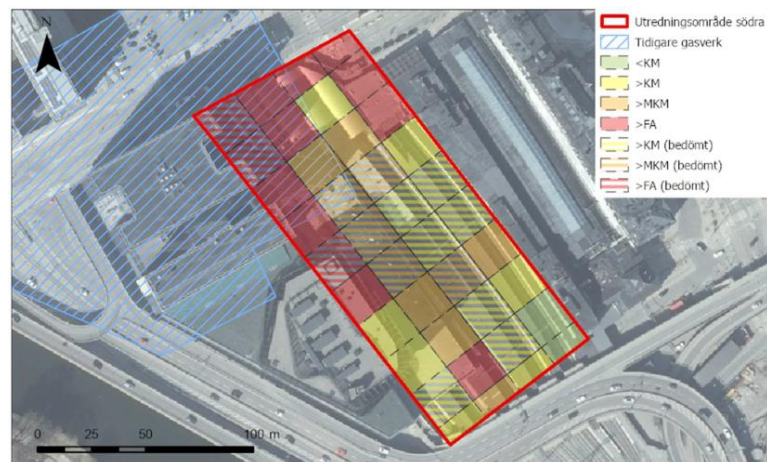 N
Utredningsområde södra
Tidigare gasverk
<KM
>KM
>MKM
>FA
>KM (bedömt)
>MKM (bedömt)
>FA (bedömt)
0 25 50 100 m